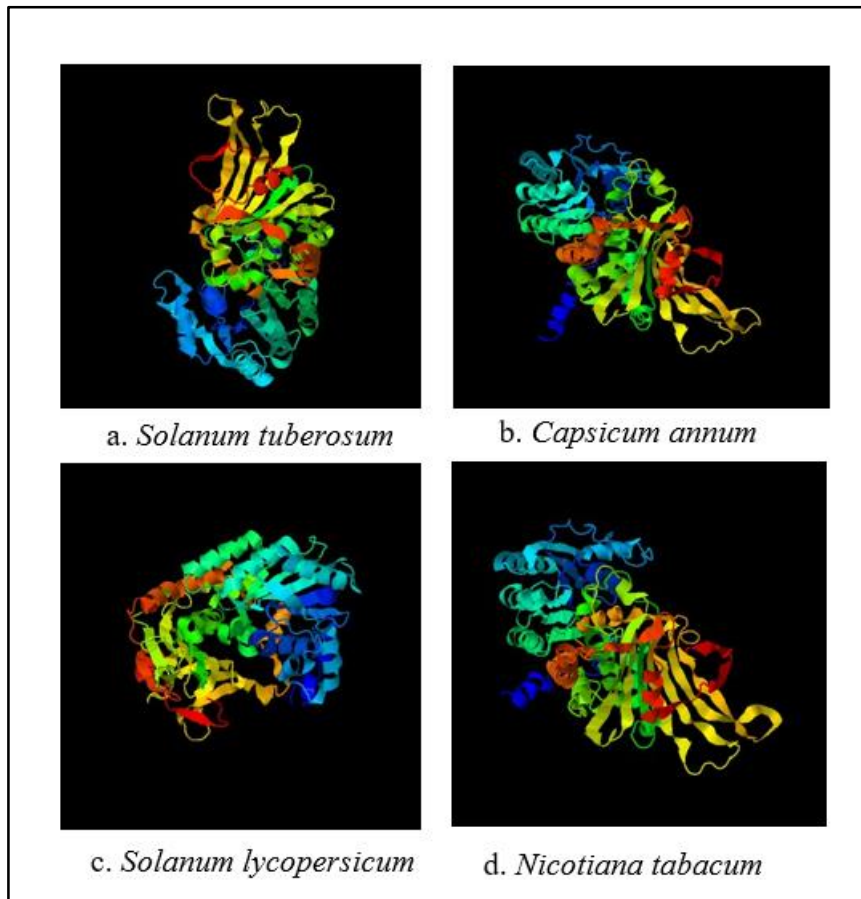 a. Solanum tuberosum
b. Capsicum annum
c. Solanum lycopersicum
d. Nicotiana tabacum